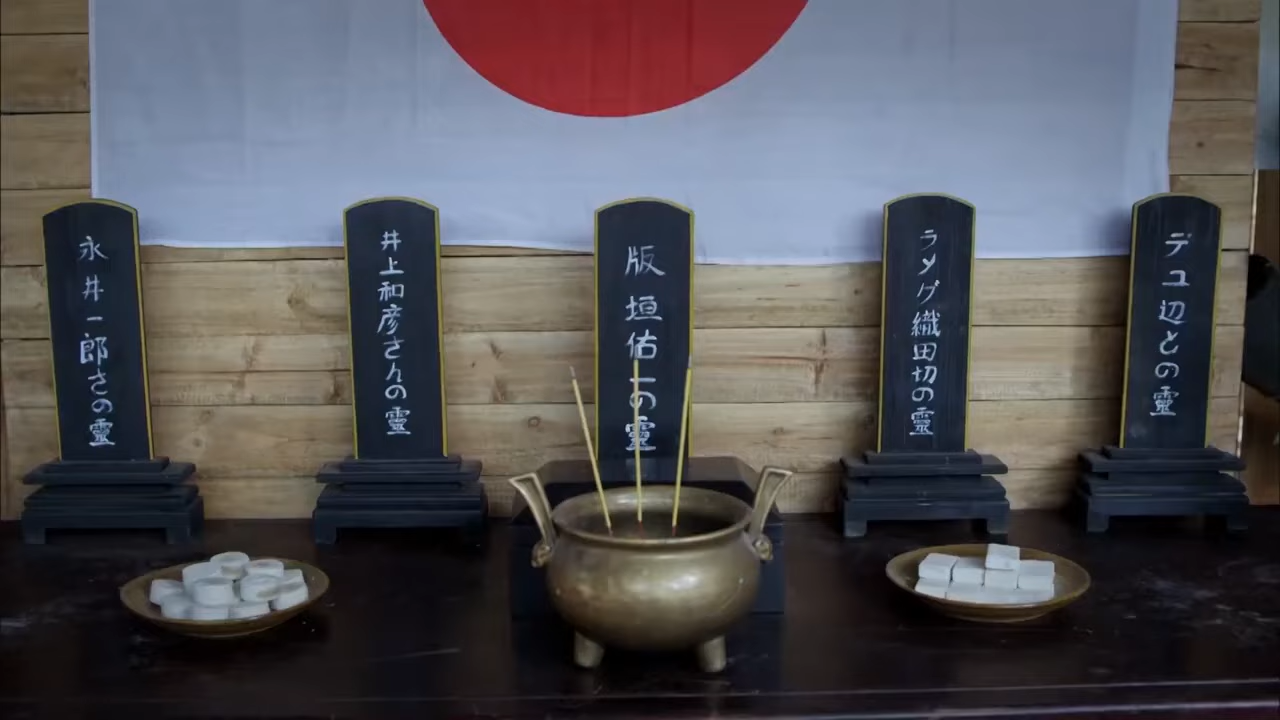 永井一郎さの霊
井上和彦さんの霊
版垣佑一の霊
ラメグ織田切の霊
デユ辺との霊